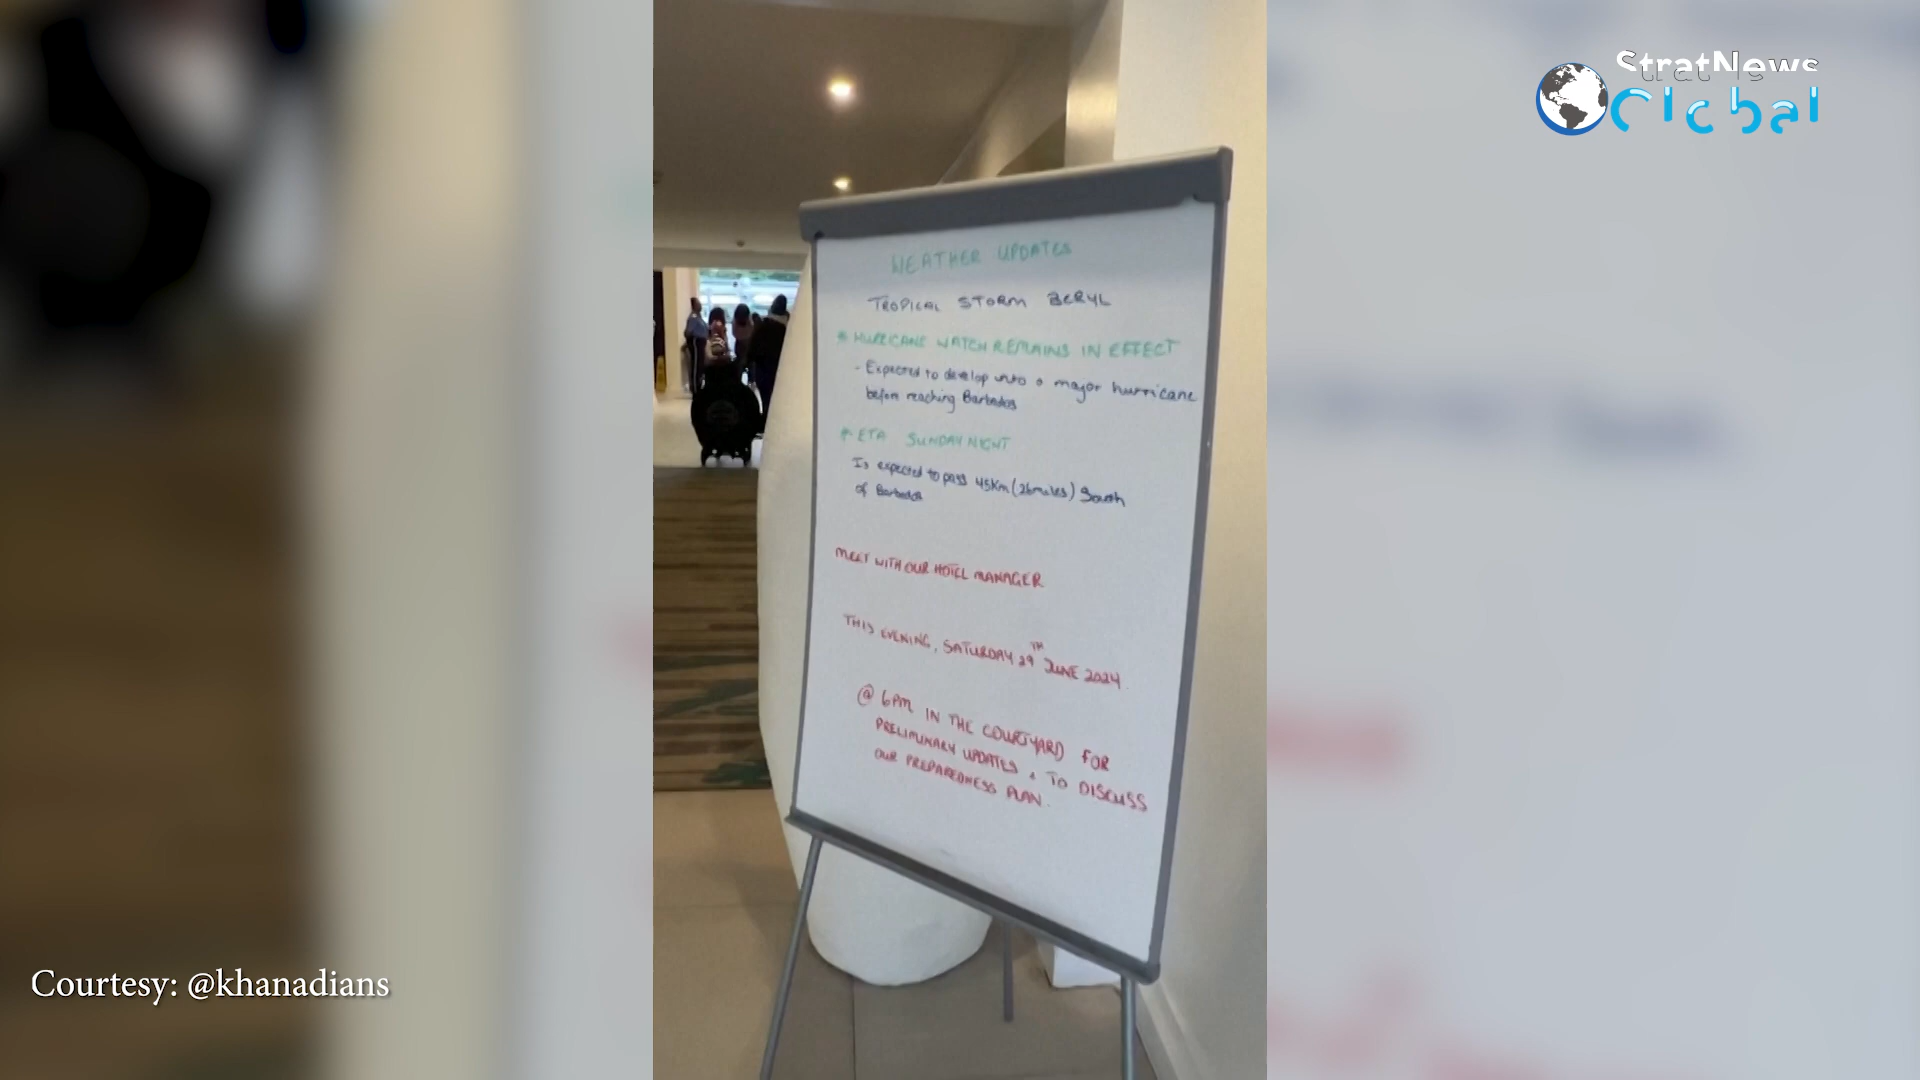 StratNews
Global
WEATHER UPDATES
TROPICAL STORM BERYL
* HURRICANE WATCH REMAINS IN EFFECT
- Expected to develop into a major hurricane
before reaching Barbados
* ETA SUNDAY NIGHT
Is expected to pass 45Km (26miles) South
of Barbados
MEET WITH OUR HOTEL MANAGER
THIS EVENING, SATURDAY 29TH JUNE 2024
@ 6PM IN THE COURTYARD FOR
PRELIMINARY UPDATES & TO DISCUSS
OUR PREPAREDNESS PLAN.
Courtesy: @khanadians